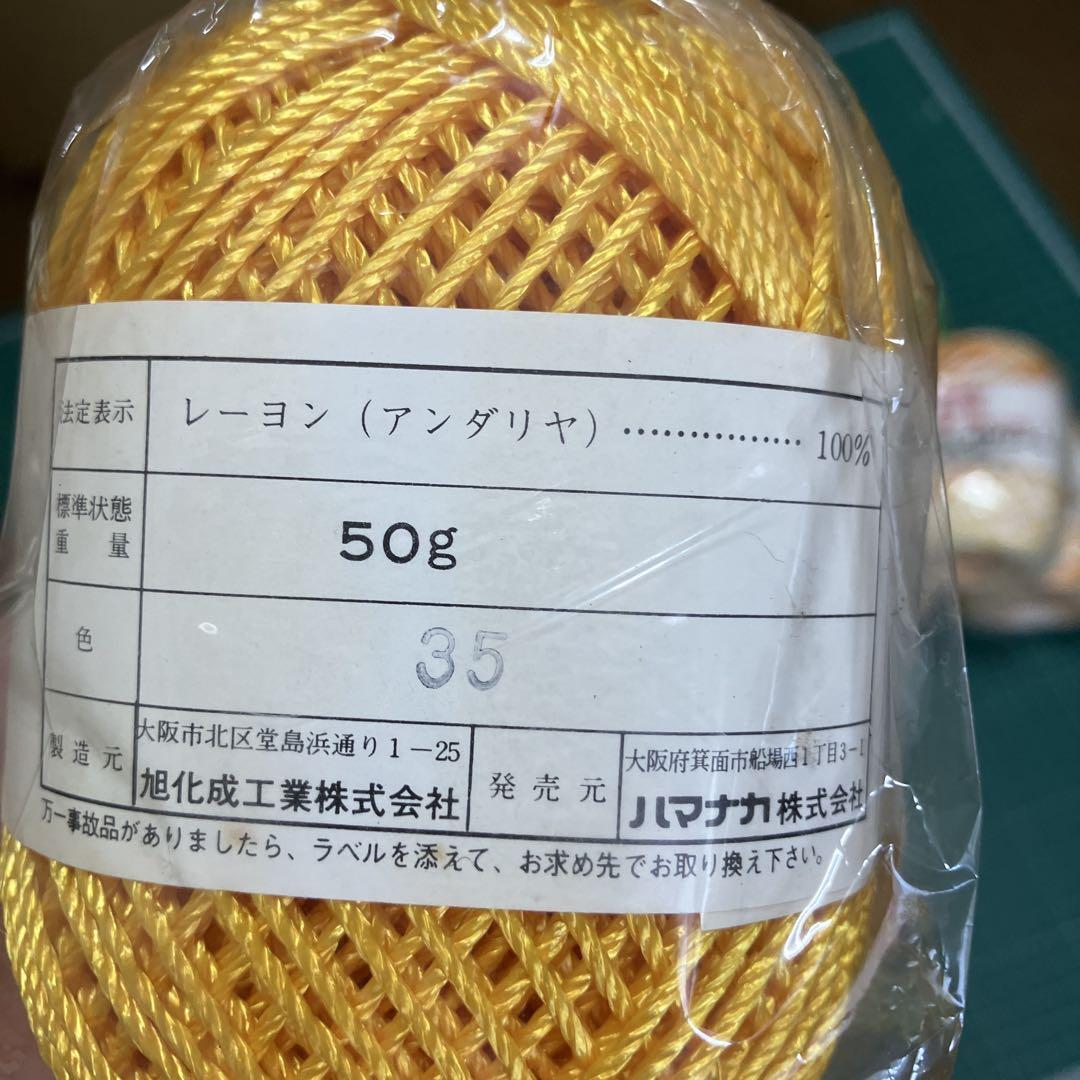 法定表示 レーヨン(アンダリヤ)……………100%
標準状態
重量 50g
色 35
製造元 大阪市北区堂島浜通り1-25
旭化成工業株式会社
発売元 大阪府箕面市船場西1丁目3-1
ハマナカ株式会社
万一事故品がありましたら、ラベルを添えて、お求め先でお取り換え下さい。